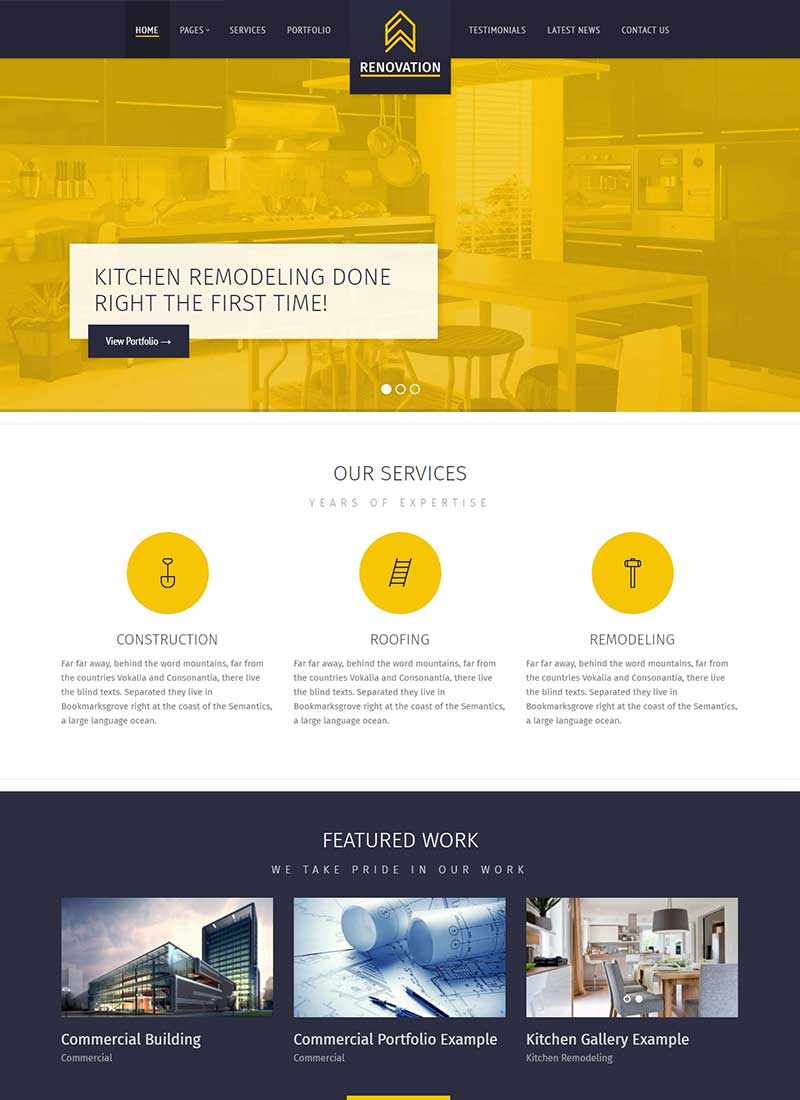 HOME PAGES SERVICES PORTFOLIO
RENOVATION
TESTIMONIALS LATEST NEWS CONTACT US
KITCHEN REMODELING DONE
RIGHT THE FIRST TIME!
View Portfolio →
OUR SERVICES
YEARS OF EXPERTISE
CONSTRUCTION
Far far away, behind the word mountains, far from
the countries Vokalia and Consonantia, there live
the blind texts. Separated they live in
Bookmarksgrove right at the coast of the Semantics,
a large language ocean.
ROOFING
Far far away, behind the word mountains, far from
the countries Vokalia and Consonantia, there live
the blind texts. Separated they live in
Bookmarksgrove right at the coast of the Semantics,
a large language ocean.
REMODELING
Far far away, behind the word mountains, far from
the countries Vokalia and Consonantia, there live
the blind texts. Separated they live in
Bookmarksgrove right at the coast of the Semantics,
a large language ocean.
FEATURED WORK
WE TAKE PRIDE IN OUR WORK
Commercial Building
Commercial
Commercial Portfolio Example
Commercial
Kitchen Gallery Example
Kitchen Remodeling